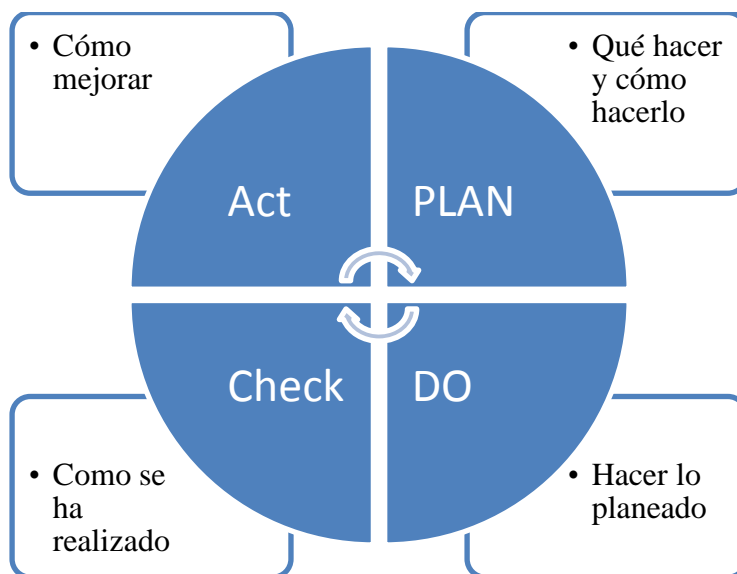 • Cómo
mejorar
• Qué hacer
y cómo
hacerlo
Act
PLAN
Check
DO
• Como se
ha
realizado
• Hacer lo
planeado